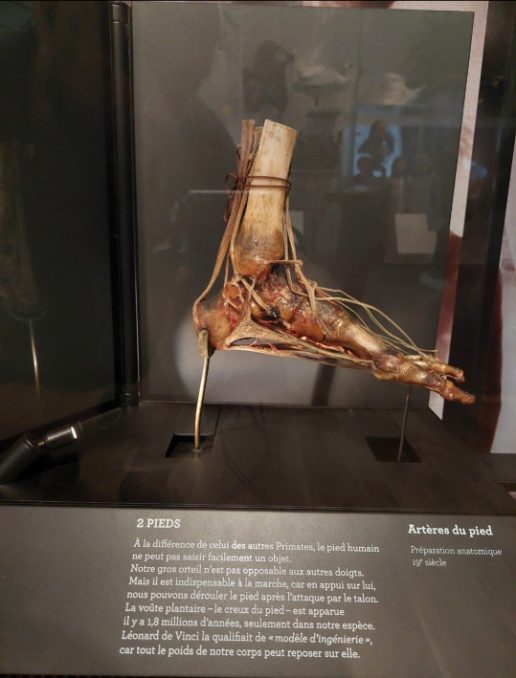 2 PIEDS
À la différence de celui des autres Primates, le pied humain
ne peut pas saisir facilement un objet.
Notre gros orteil n'est pas opposable aux autres doigts.
Mais il est indispensable à la marche, car en appui sur lui,
nous pouvons dérouler le pied après l'attaque par le talon.
La voûte plantaire – le creux du pied – est apparue
il y a 1,8 millions d'années, seulement dans notre espèce.
Léonard de Vinci la qualifiait de « modèle d'ingénierie »,
car tout le poids de notre corps peut reposer sur elle.
Artères du pied
Préparation anatomique
19e siècle